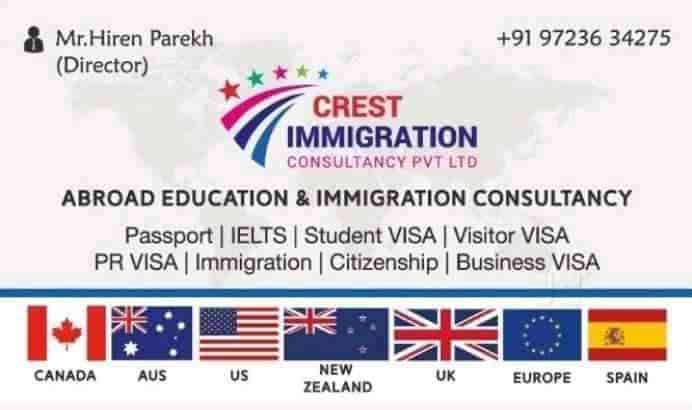 Mr.Hiren Parekh
(Director)
+91 97236 34275
CREST
IMMIGRATION
CONSULTANCY PVT LTD
ABROAD EDUCATION & IMMIGRATION CONSULTANCY
Passport | IELTS | Student VISA | Visitor VISA
PR VISA | Immigration | Citizenship | Business VISA
CANADA
AUS
US
NEW
ZEALAND
UK
EUROPE
SPAIN